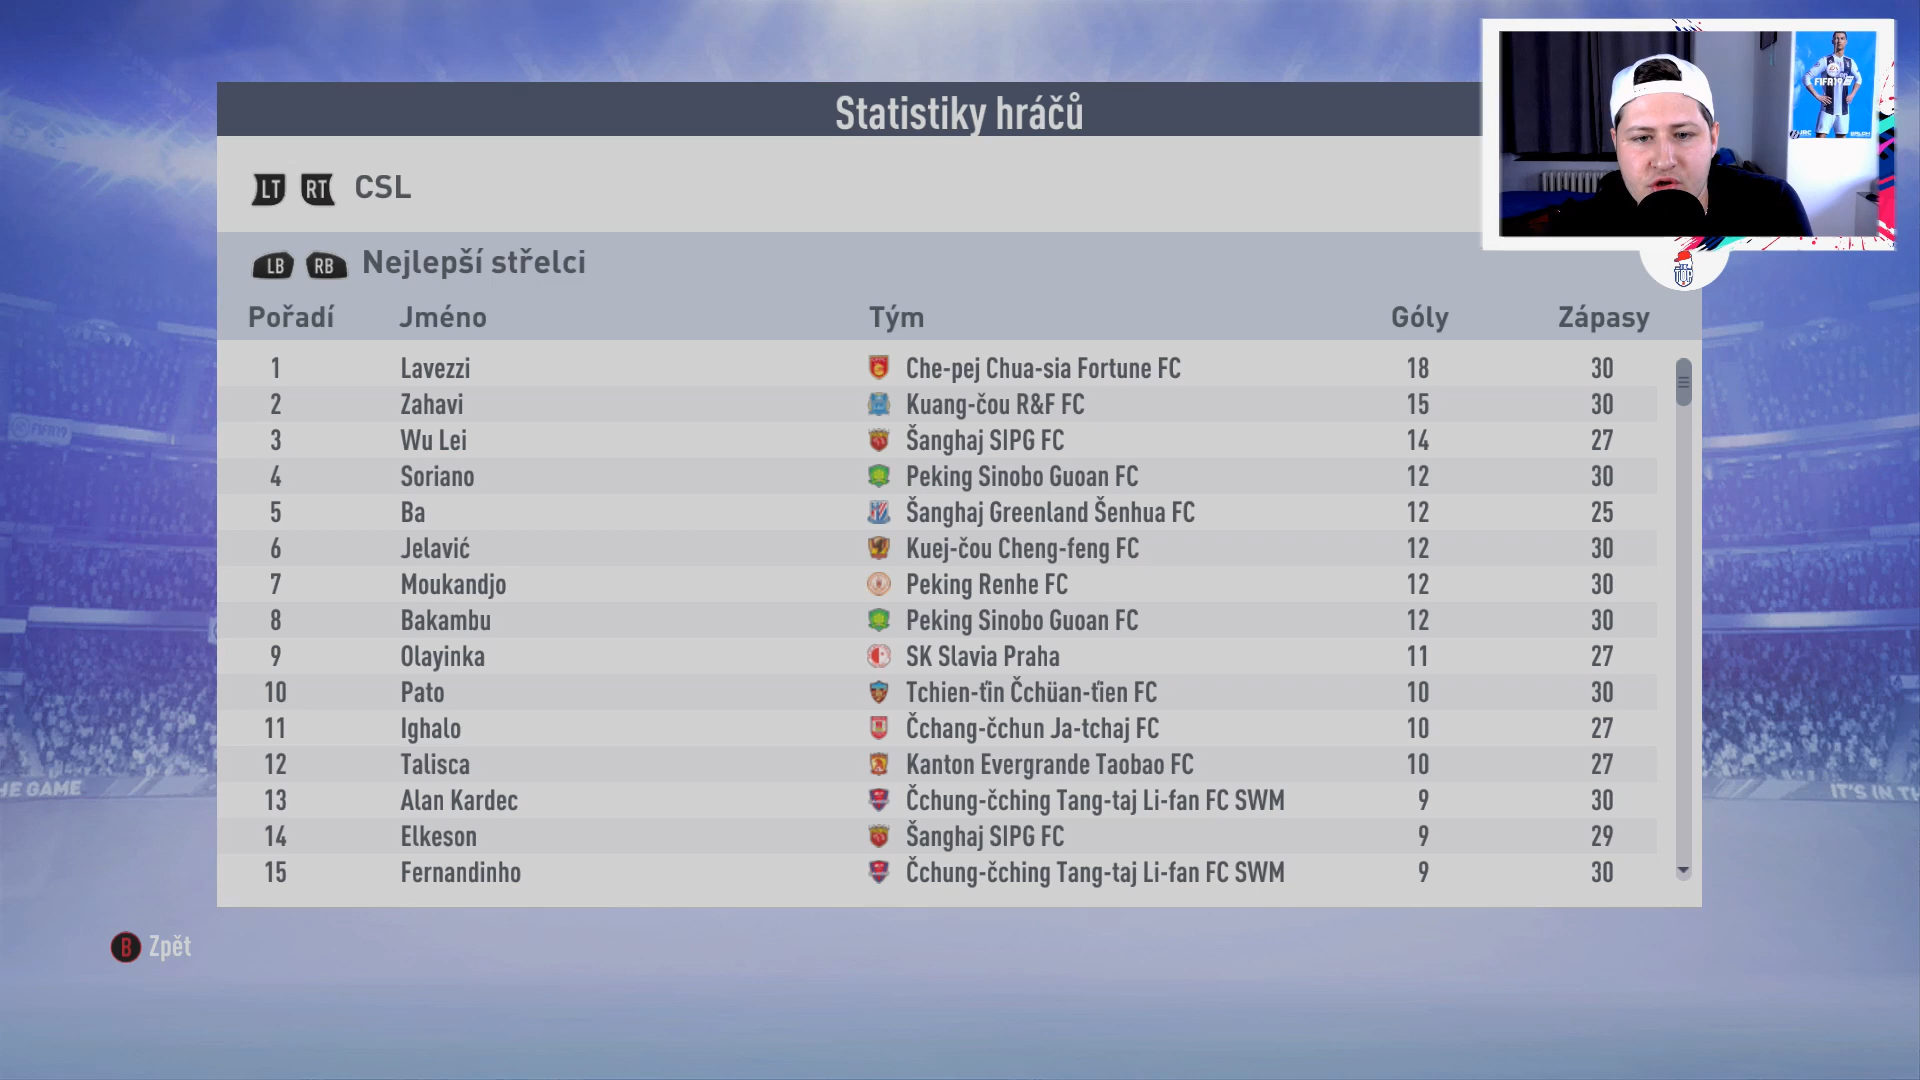 Statistiky hráčů
LT RT CSL
LB RB Nejlepší střelci
Pořadí Jméno Tým Góly Zápasy
1 Lavezzi Che-pej Chua-sia Fortune FC 18 30
2 Zahavi Kuang-čou R&F FC 15 30
3 Wu Lei Šanghaj SIPG FC 14 27
4 Soriano Peking Sinobo Guoan FC 12 30
5 Ba Šanghaj Greenland Šenhua FC 12 25
6 Jelavić Kuej-čou Cheng-feng FC 12 30
7 Moukandjo Peking Renhe FC 12 30
8 Bakambu Peking Sinobo Guoan FC 12 30
9 Olayinka SK Slavia Praha 11 27
10 Pato Tchien-ťin Čchüan-ťien FC 10 30
11 Ighalo Čchang-čchun Ja-tchaj FC 10 27
12 Talisca Kanton Evergrande Taobao FC 10 27
13 Alan Kardec Čchung-čching Tang-taj Li-fan FC SWM 9 30
14 Elkeson Šanghaj SIPG FC 9 29
15 Fernandinho Čchung-čching Tang-taj Li-fan FC SWM 9 30
B Zpět
FIFA19
FIFA19
HE GAME
IT'S IN TH